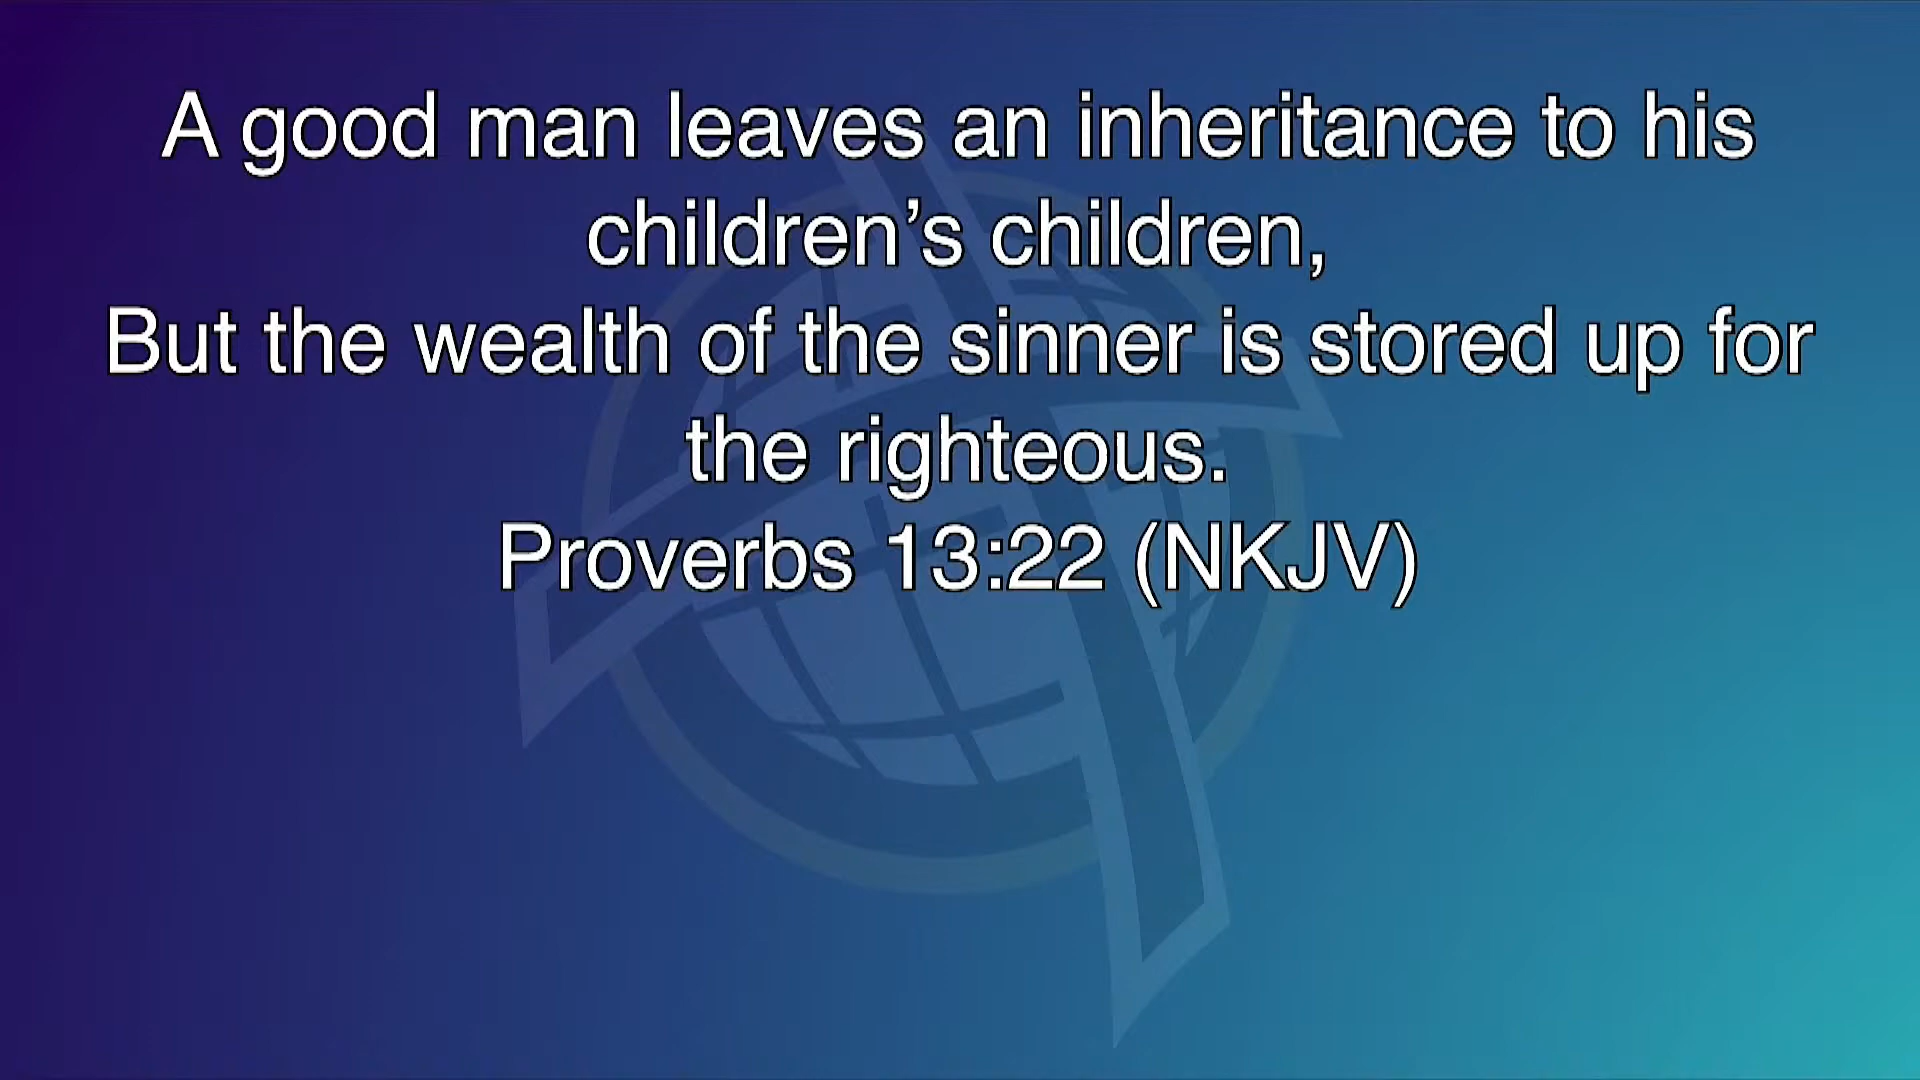 A good man leaves an inheritance to his
children’s children,
But the wealth of the sinner is stored up for
the righteous.
Proverbs 13:22 (NKJV)